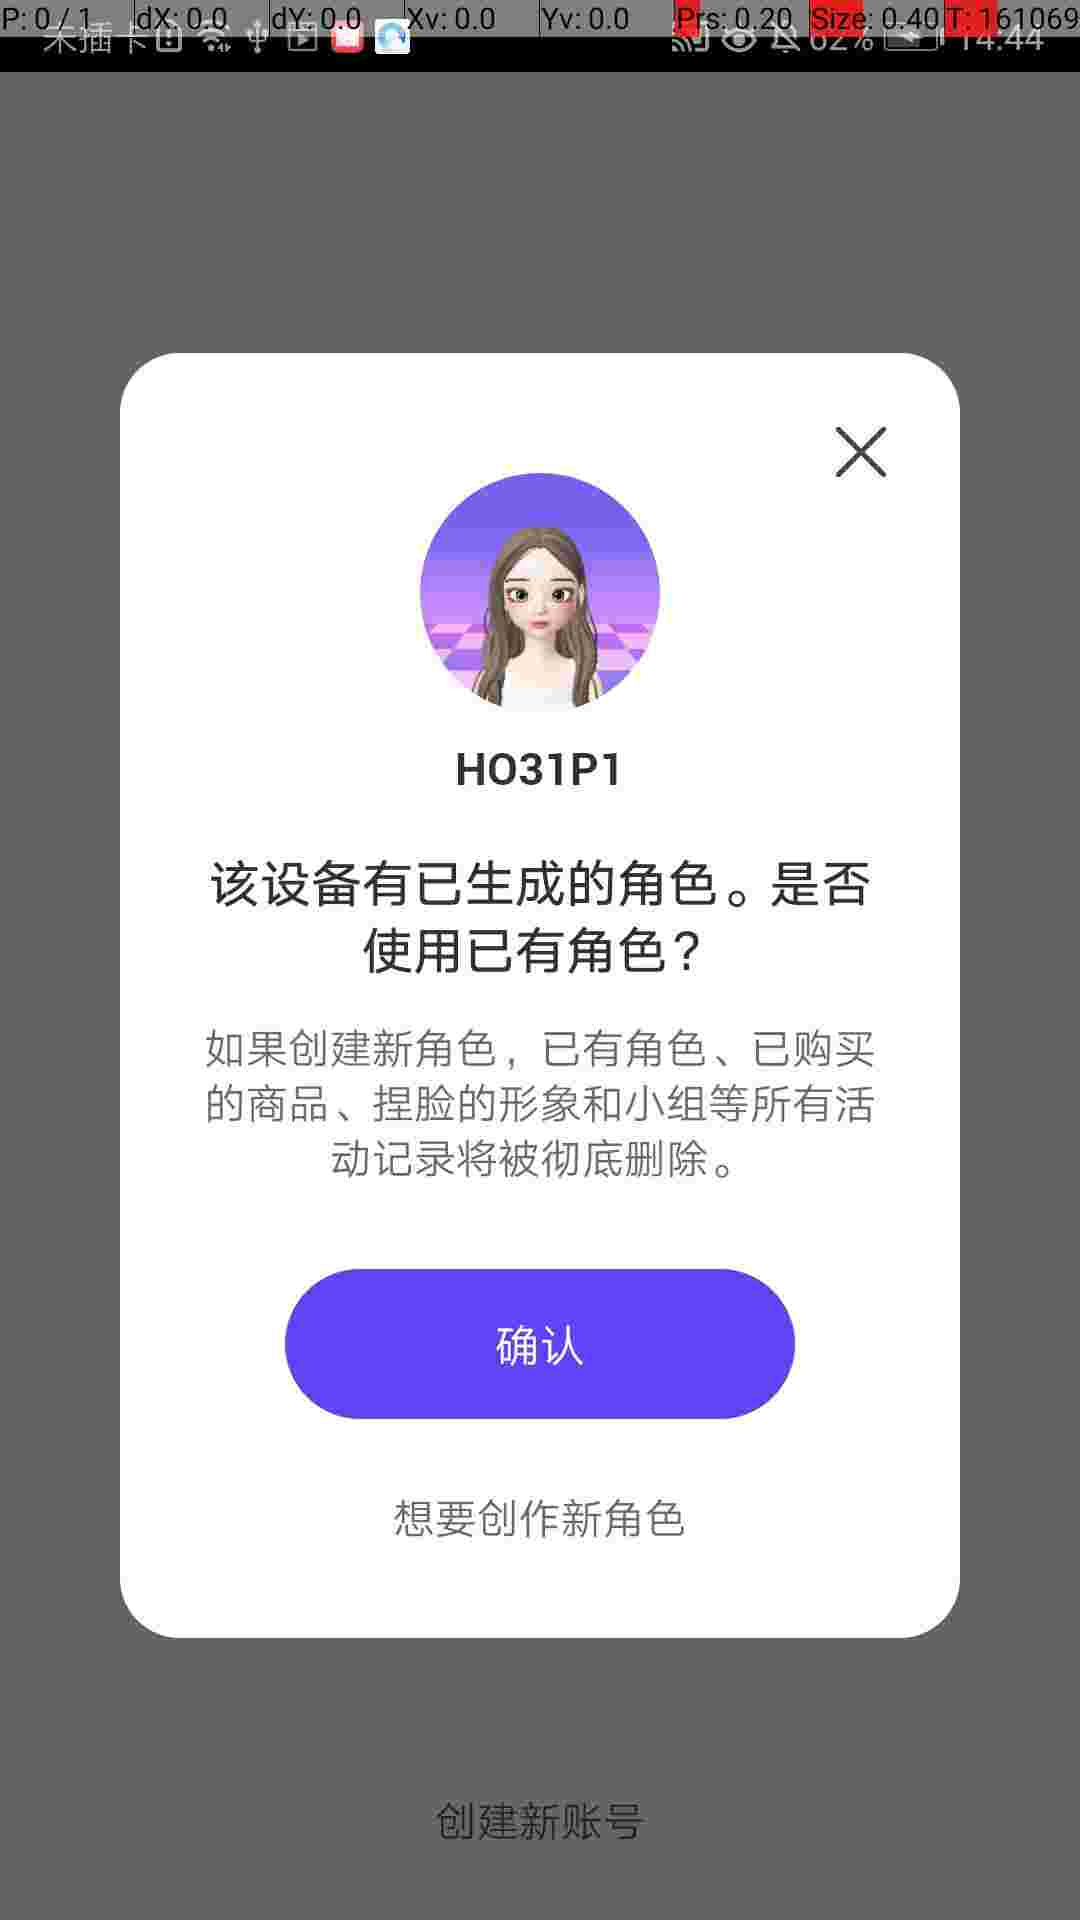 P: 0 / 1 dX: 0.0 dY: 0.0 Xv: 0.0 Yv: 0.0 Prs: 0.20 Size: 0.40 T: 161069
未插卡 62% 14:44
HO31P1
该设备有已生成的角色。是否
使用已有角色？
如果创建新角色，已有角色、已购买
的商品、捏脸的形象和小组等所有活
动记录将被彻底删除。
确认
想要创作新角色
创建新账号